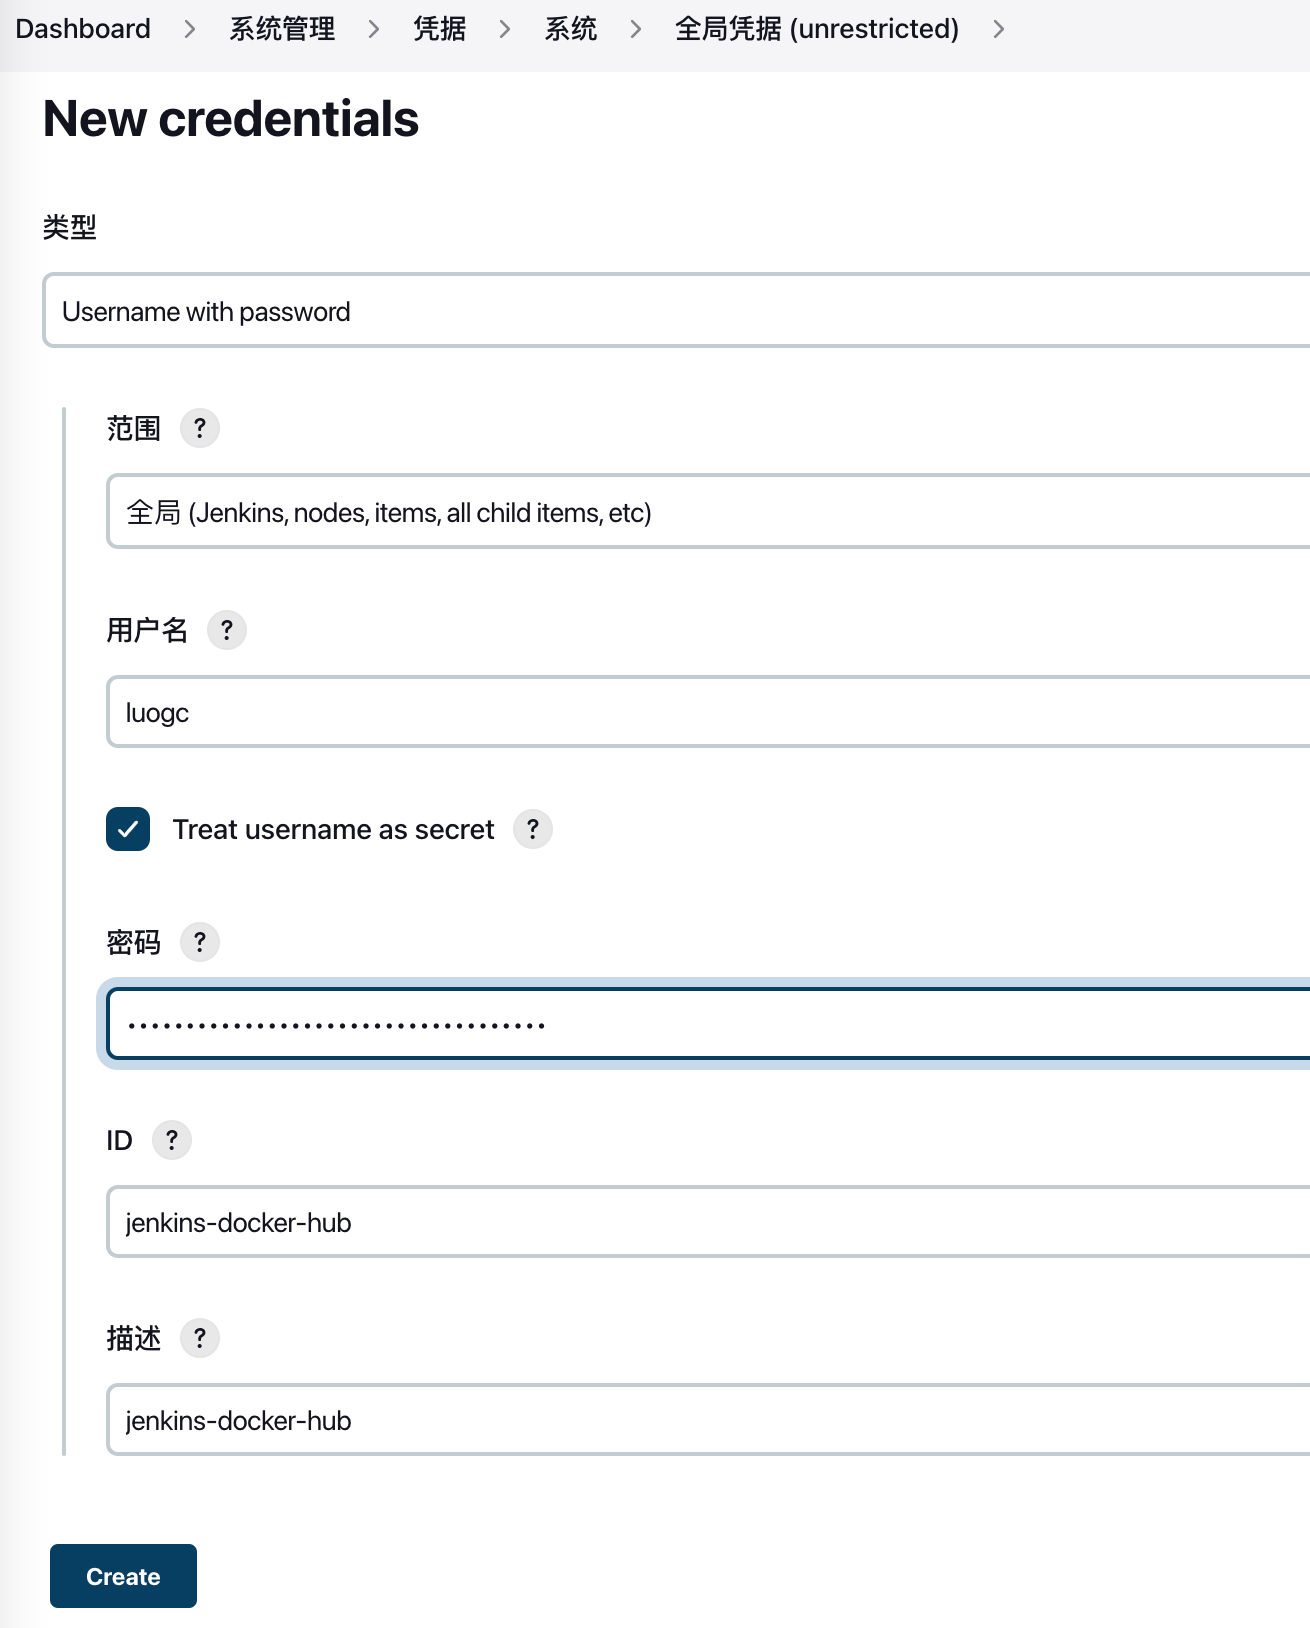 Dashboard > 系统管理 > 凭据 > 系统 > 全局凭据 (unrestricted) >
New credentials
类型
Username with password
范围 ?
全局 (Jenkins, nodes, items, all child items, etc)
用户名 ?
luogc
Treat username as secret ?
密码 ?
••••••••••••••••••••••••••••••••••••
ID ?
jenkins-docker-hub
描述 ?
jenkins-docker-hub
Create